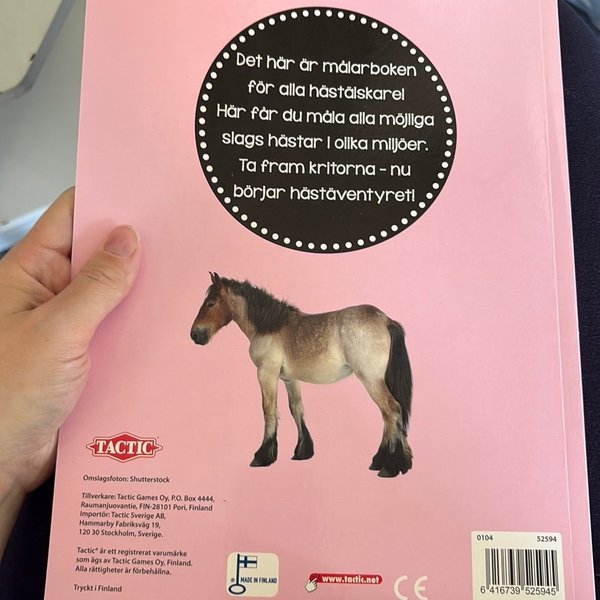 Det här är målarboken
för alla hästälskare!
Här får du måla alla möjliga
slags hästar i olika miljöer.
Ta fram kritorna - nu
börjar hästäventyret!
TACTIC
Omslagsfoton: Shutterstock
Tillverkare: Tactic Games Oy, P.O. Box 4444,
Raumanjuovantie, FIN-28101 Pori, Finland
Importör: Tactic Sverige AB,
Hammarby Fabriksväg 19,
120 30 Stockholm, Sverige.
Tactic® är ett registrerat varumärke
som ägs av Tactic Games Oy, Finland.
Alla rättigheter är förbehållna.
Tryckt i Finland
MADE IN FINLAND
www.tactic.net
CE
0104 52594
6 416739 525945